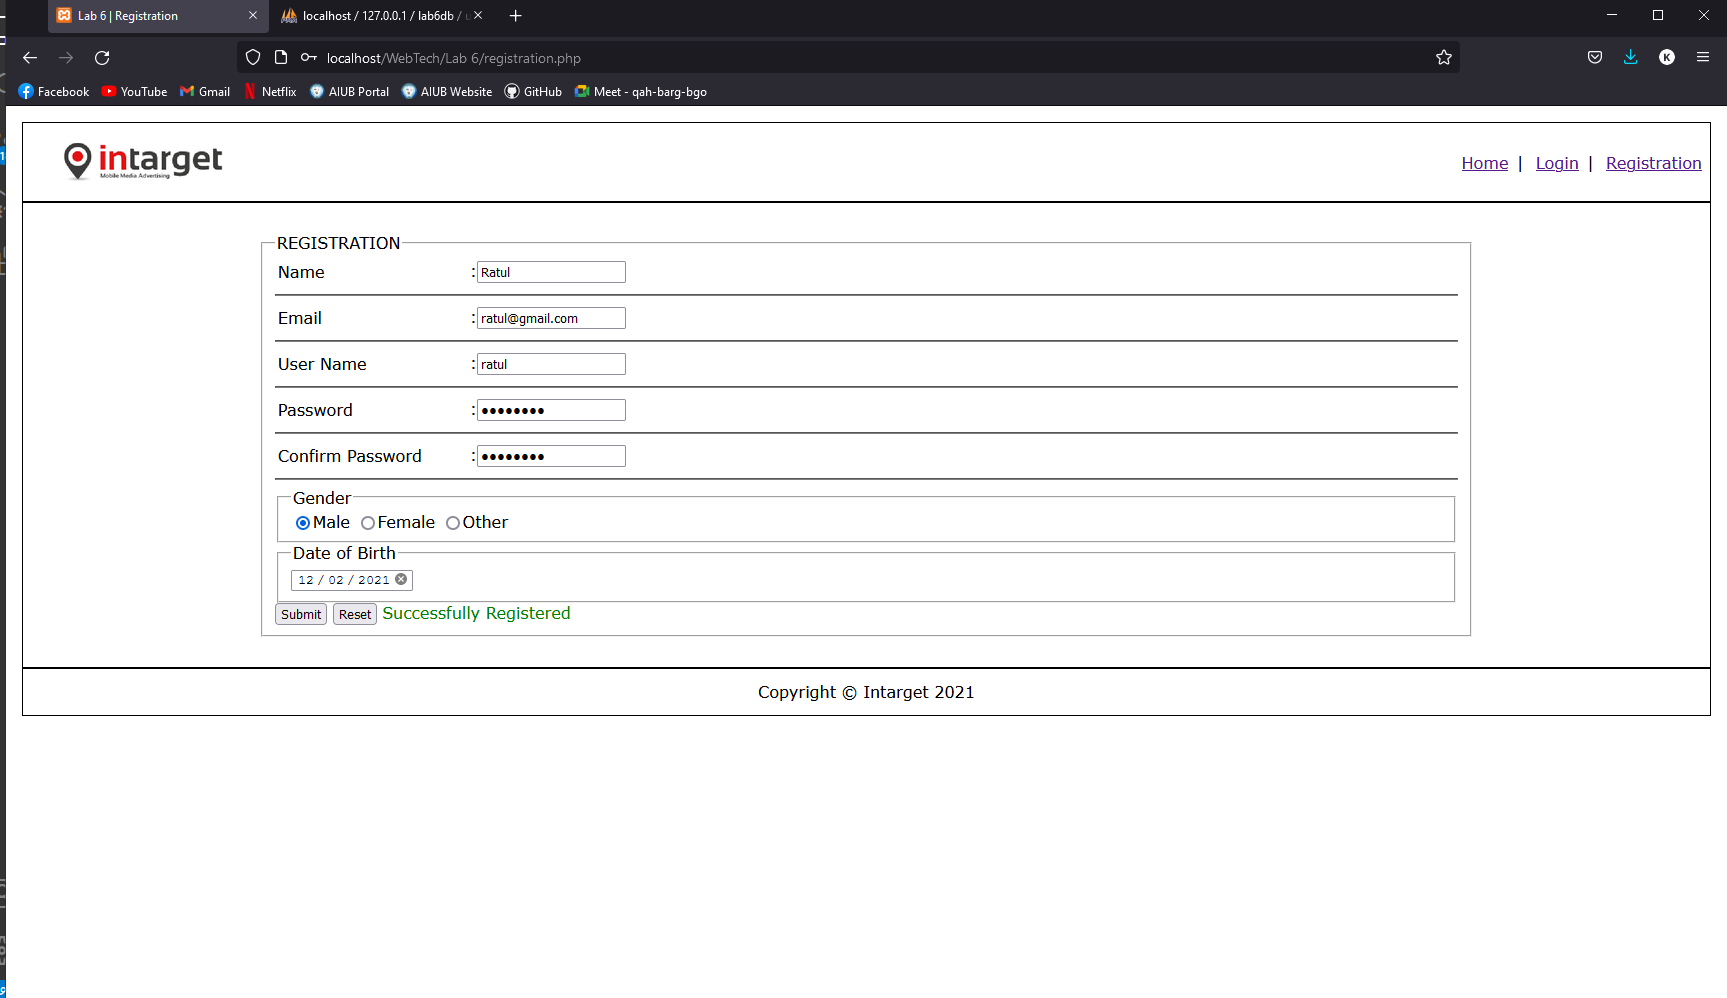 Lab 6 | Registration
localhost / 127.0.0.1 / lab6db /
localhost/WebTech/Lab 6/registration.php
K
Facebook YouTube Gmail Netflix AIUB Portal AIUB Website GitHub Meet - qah-barg-bgo
intarget
Mobile Media Advertising
Home | Login | Registration
REGISTRATION
Name : Ratul
Email : ratul@gmail.com
User Name : ratul
Password : ••••••••
Confirm Password : ••••••••
Gender
Male Female Other
Date of Birth
12 / 02 / 2021
Submit Reset Successfully Registered
Copyright © Intarget 2021